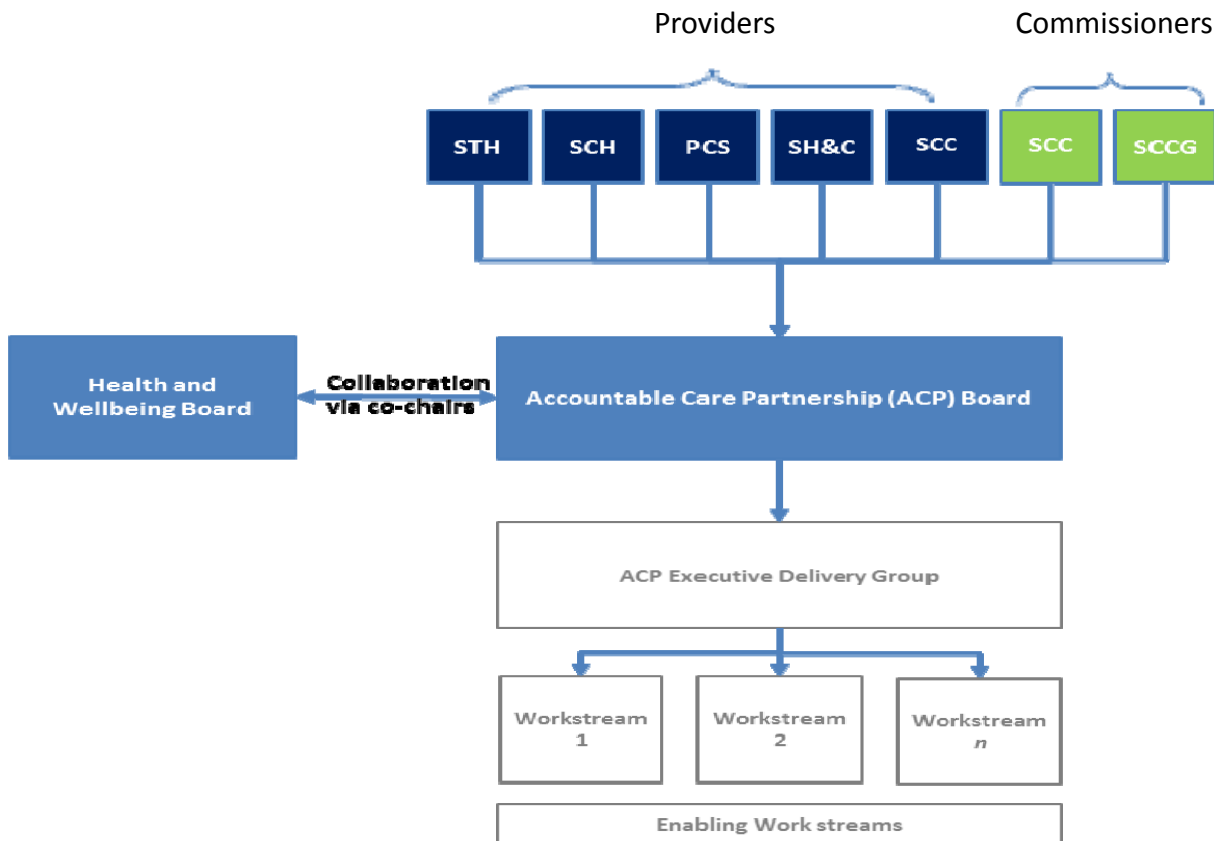 Providers
Commissioners
STH
SCH
PCS
SH&C
SCC
SCC
SCCG
Health and
Wellbeing Board
Collaboration
via co-chairs
Accountable Care Partnership (ACP) Board
ACP Executive Delivery Group
Workstream
1
Workstream
2
Workstream
n
Enabling Work streams